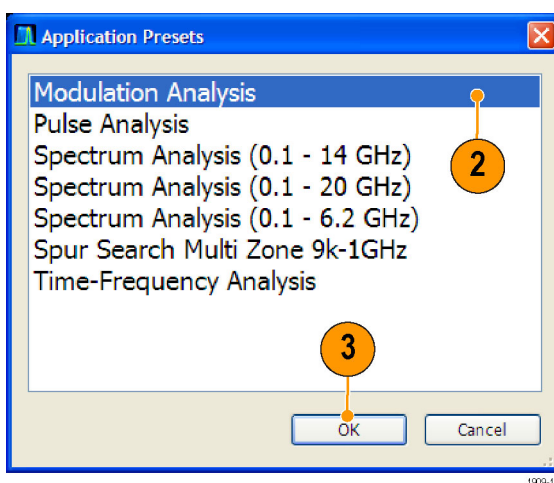 Application Presets
Modulation Analysis
2
Pulse Analysis
Spectrum Analysis (0.1 - 14 GHz)
Spectrum Analysis (0.1 - 20 GHz)
Spectrum Analysis (0.1 - 6.2 GHz)
Spur Search Multi Zone 9k-1GHz
Time-Frequency Analysis
3
OK
Cancel